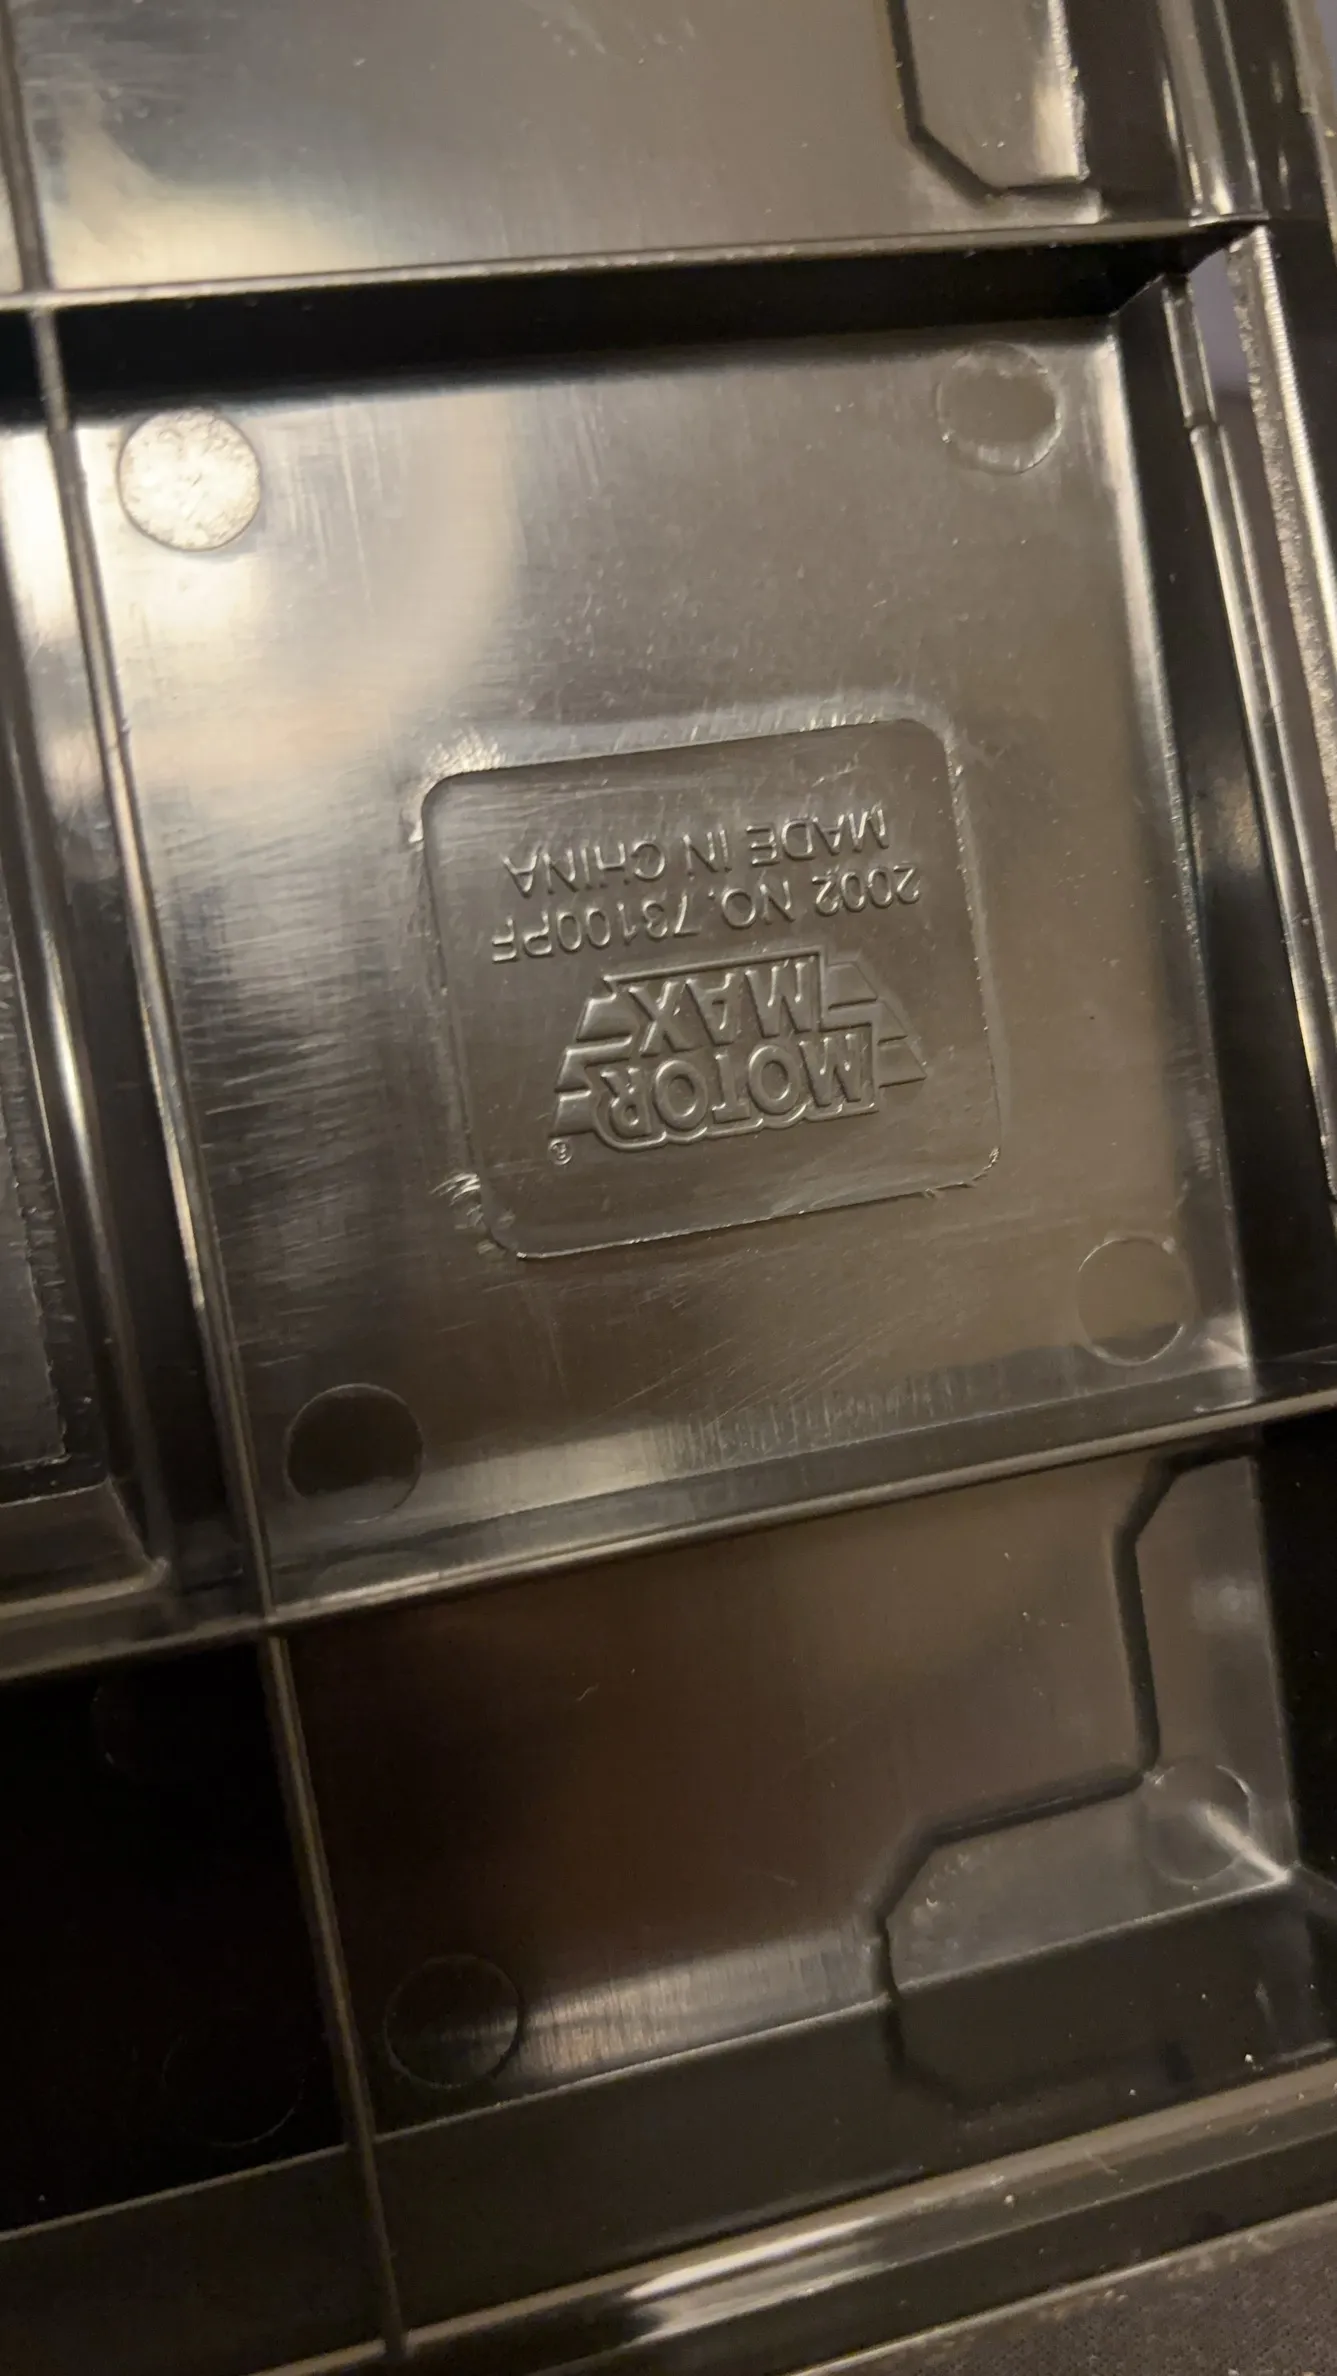 MOTOR
MAX®
2002 NO.73100PF
MADE IN CHINA